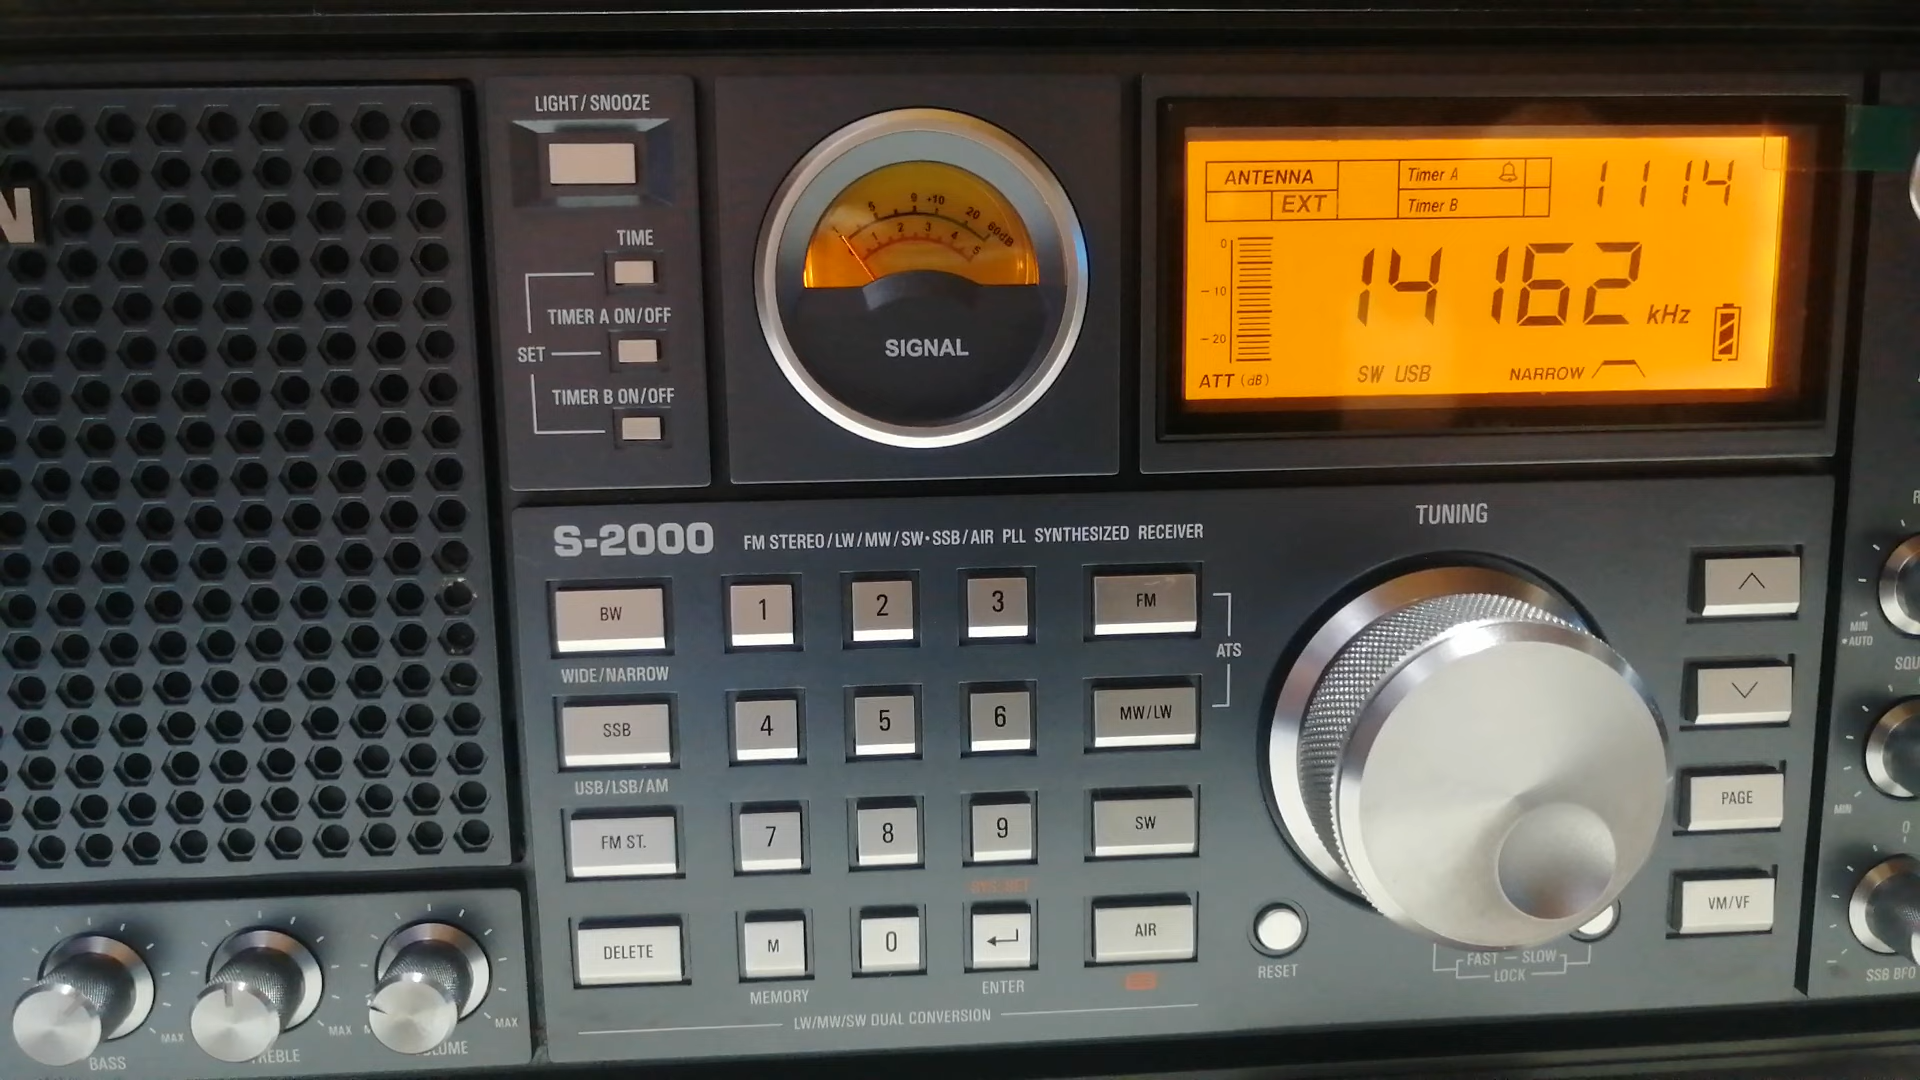 N
LIGHT/SNOOZE
TIME
TIMER A ON/OFF
SET
TIMER B ON/OFF
5 9 +10 20 60dB
1 2 3 4 5
SIGNAL
ANTENNA
EXT
Timer A
Timer B
11 14
0
-10
-20
ATT (dB)
14 162 kHz
SW USB
NARROW
S-2000
FM STEREO/LW/MW/SW•SSB/AIR PLL SYNTHESIZED RECEIVER
TUNING
BW
1
2
3
FM
WIDE/NARROW
ATS
SSB
4
5
6
MW/LW
USB/LSB/AM
FM ST.
7
8
9
SW
PAGE
DELETE
M
0
AIR
VM/VF
MEMORY
ENTER
RESET
FAST — SLOW
LOCK
LW/MW/SW DUAL CONVERSION
MIN
•AUTO
SQU
MIN
0
SSB BFO
MAX
MAX
MAX
BASS
TREBLE